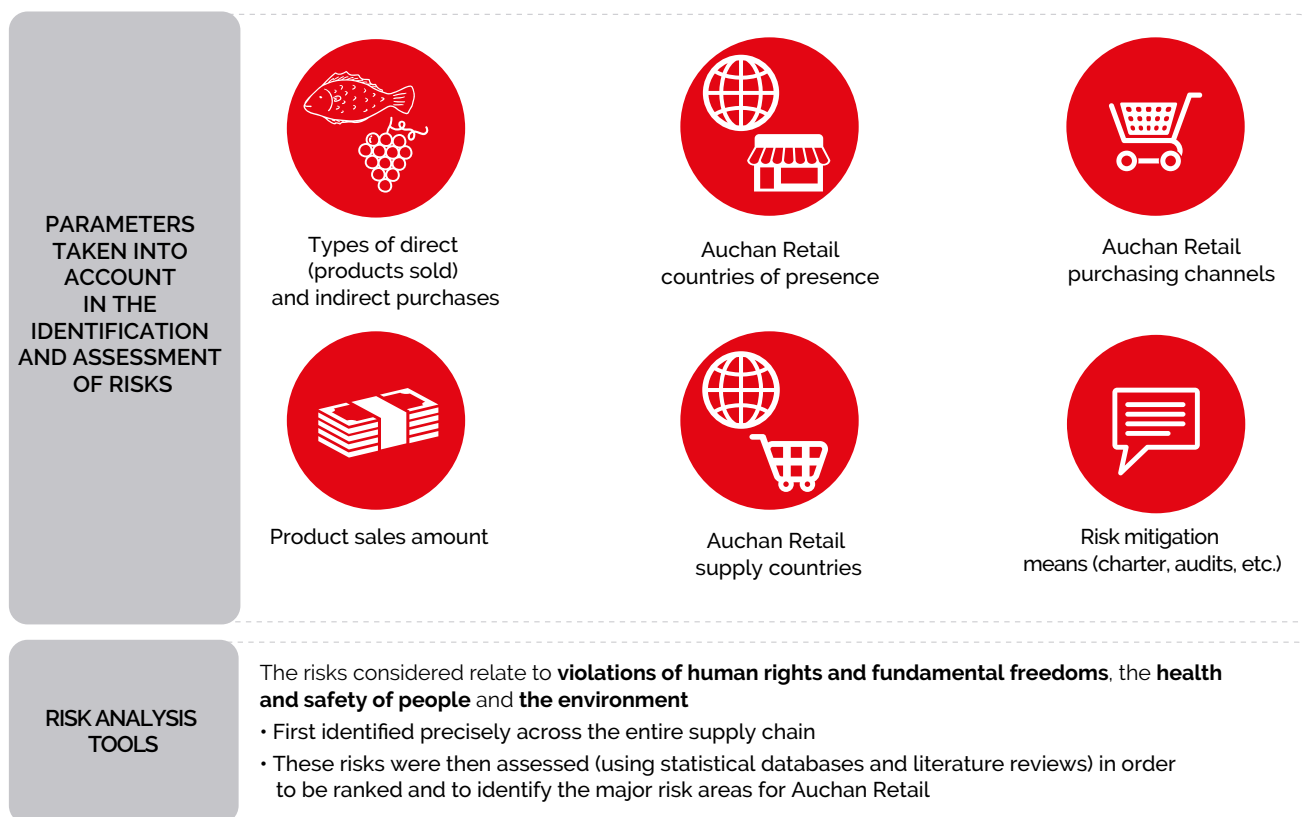 PARAMETERS
TAKEN INTO
ACCOUNT
IN THE
IDENTIFICATION
AND ASSESSMENT
OF RISKS
Types of direct
(products sold)
and indirect purchases
Auchan Retail
countries of presence
Auchan Retail
purchasing channels
Product sales amount
Auchan Retail
supply countries
Risk mitigation
means (charter, audits, etc.)
RISK ANALYSIS
TOOLS
The risks considered relate to violations of human rights and fundamental freedoms, the health
and safety of people and the environment
• First identified precisely across the entire supply chain
• These risks were then assessed (using statistical databases and literature reviews) in order
to be ranked and to identify the major risk areas for Auchan Retail